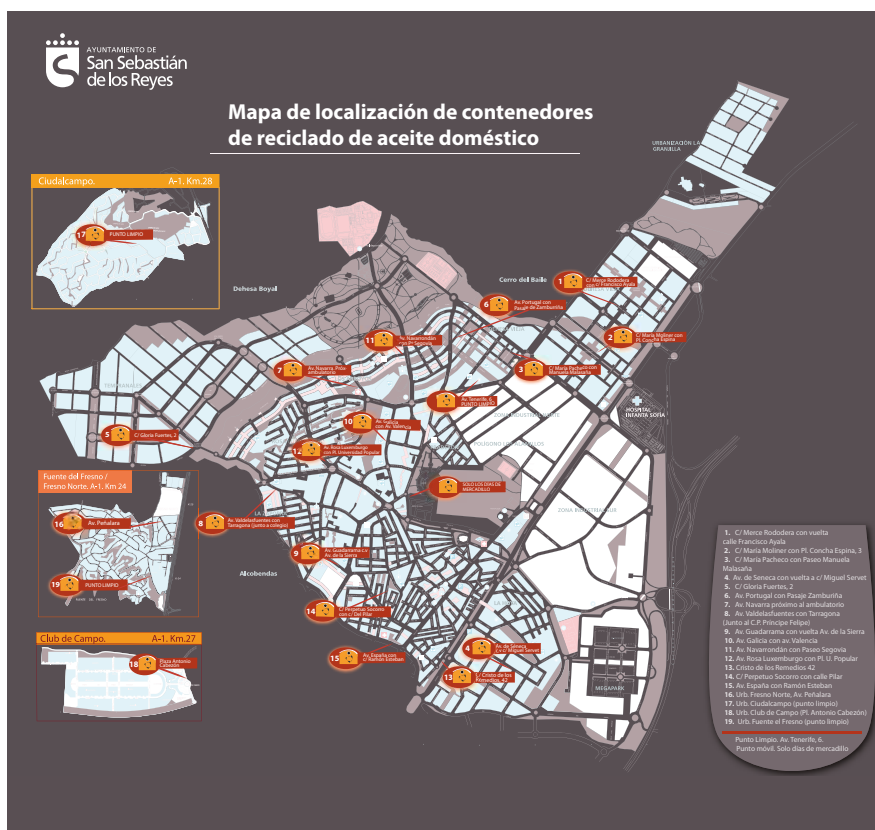 AYUNTAMIENTO DE
San Sebastián
de los Reyes
Mapa de localización de contenedores
de reciclado de aceite doméstico
URBANIZACIÓN LA
GRANJILLA
Ciudalcampo. A-1. Km.28
17 PUNTO LIMPIO
Dehesa Boyal
Cerro del Baile
1 C/ Merce Rododera
con c/ Francisco Ayala
6 Av. Portugal con
Pasaje de Zamburiña
11 Av. Navarrondán
con Pº Segovia
2 C/ María Moliner con
Pl. Concha Espina
7 Av. Navarra. Próx.
ambulatorio
3 C/ María Pacheco con
Manuela Malasaña
TEMPRANALES
Av. Tenerife, 6.
PUNTO LIMPIO
HOSPITAL
INFANTA SOFÍA
10 Av. Galicia
con Av. Valencia
5 C/ Gloria Fuertes, 2
12 Av. Rosa Luxemburgo
con Pl. Universidad Popular
Fuente del Fresno /
Fresno Norte. A-1. Km 24
SOLO LOS DÍAS DE
MERCADILLO
ZONA INDUSTRIAL SUR
16 Av. Peñalara
8 Av. Valdelasfuentes con
Tarragona (junto a colegio)
9 Av. Guadarrama c.v
Av. de la Sierra
Alcobendas
19 PUNTO LIMPIO
14 C/ Perpetuo Socorro
con c/ Del Pilar
Club de Campo. A-1. Km.27
18 Plaza Antonio
Cabezón
15 Av. España con
c/ Ramón Esteban
4 Av. de Séneca
c.v c/ Miguel Servet
13 C/ Cristo de los
Remedios, 42
MEGAPARK
1. C/ Merce Rododera con vuelta
calle Francisco Ayala
2. C/ Maria Moliner con Pl. Concha Espina, 3
3. C/ María Pacheco con Paseo Manuela
Malasaña
4 Av. de Seneca con vuelta a c/ Miguel Servet
5 C/ Gloria Fuertes, 2
6 Av. Portugal con Pasaje Zamburiña
7. Av. Navarra próximo al ambulatorio
8 Av. Valdelasfuentes con Tarragona
(Junto al C.P. Príncipe Felipe)
9. Av. Guadarrama con vuelta Av. de la Sierra
10. Av. Galicia con av. Valencia
11. Av. Navarrondán con Paseo Segovia
12. Av. Rosa Luxemburgo con Pl. U. Popular
13. Cristo de los Remedios 42
14. C/ Perpetuo Socorro con calle Pilar
15. Av. España con Ramón Esteban
16. Urb. Fresno Norte, Av. Peñalara
17. Urb. Ciudalcampo (punto limpio)
18. Urb. Club de Campo (Pl. Antonio Cabezón)
19. Urb. Fuente el Fresno (punto limpio)
Punto Limpio. Av. Tenerife, 6.
Punto móvil. Solo días de mercadillo